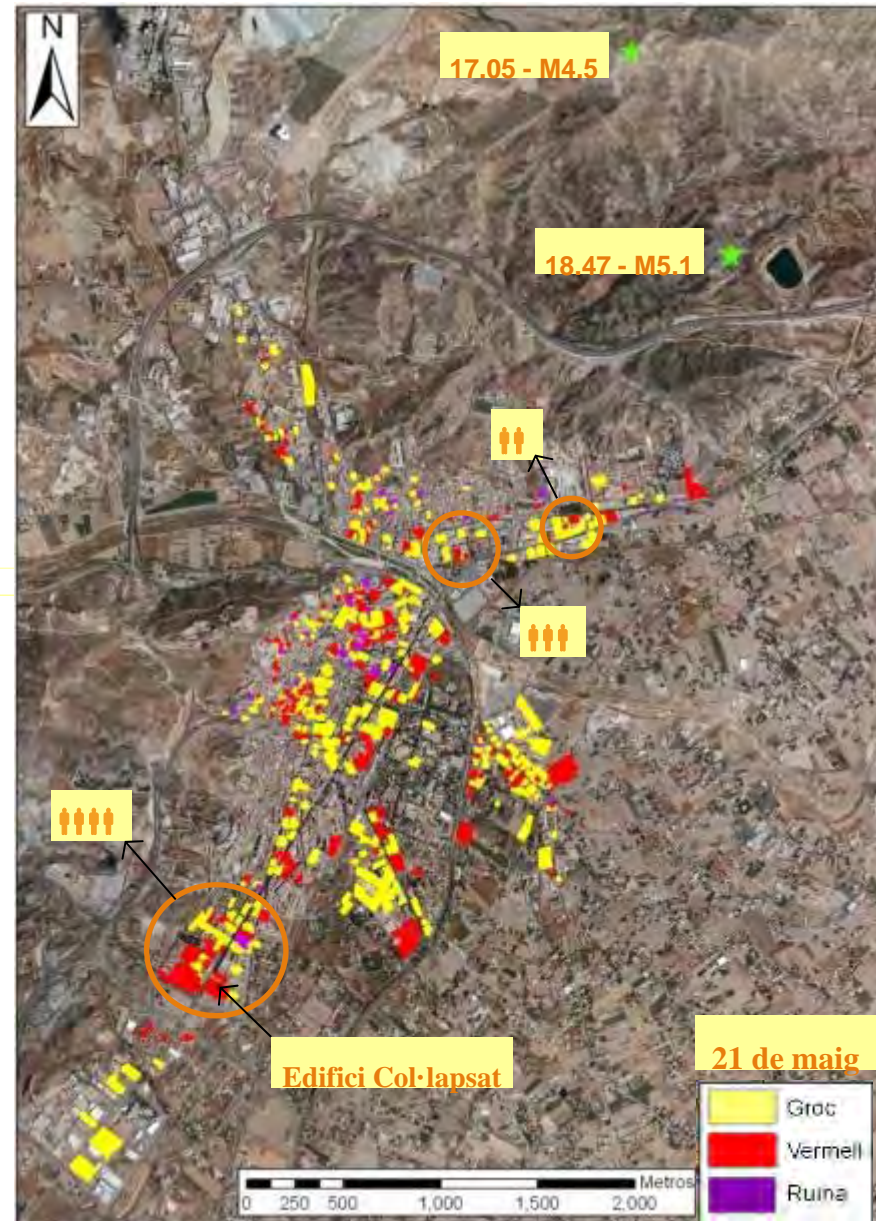 N
17.05 - M4.5
18.47 - M5.1
Edifici Col·lapsat
21 de maig
Groc
Vermell
Ruina
Metros
0 250 500 1,000 1,500 2,000